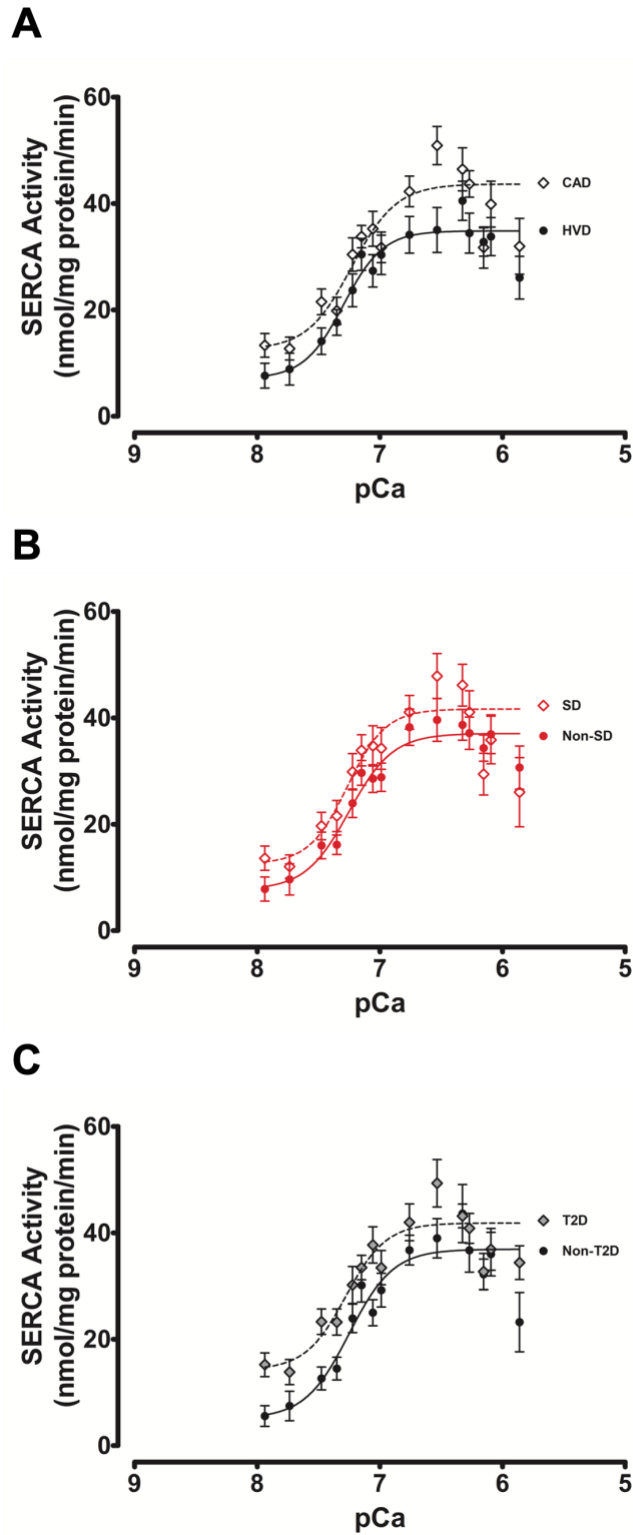 A
SERCA Activity
(nmol/mg protein/min)
60
40
20
0
CAD
HVD
9 8 7 6 5
pCa
B
SERCA Activity
(nmol/mg protein/min)
60
40
20
0
SD
Non-SD
9 8 7 6 5
pCa
C
SERCA Activity
(nmol/mg protein/min)
60
40
20
0
T2D
Non-T2D
9 8 7 6 5
pCa